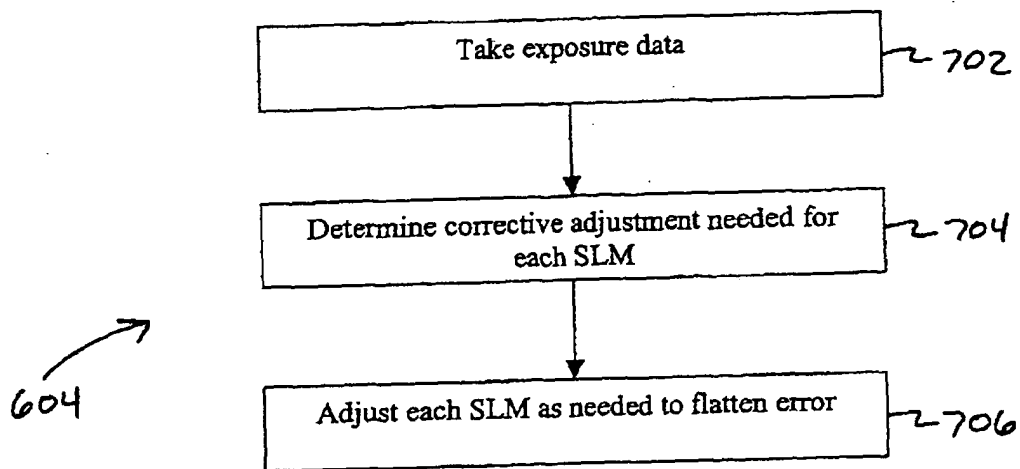 Take exposure data
702
Determine corrective adjustment needed for
each SLM
704
604
Adjust each SLM as needed to flatten error
706